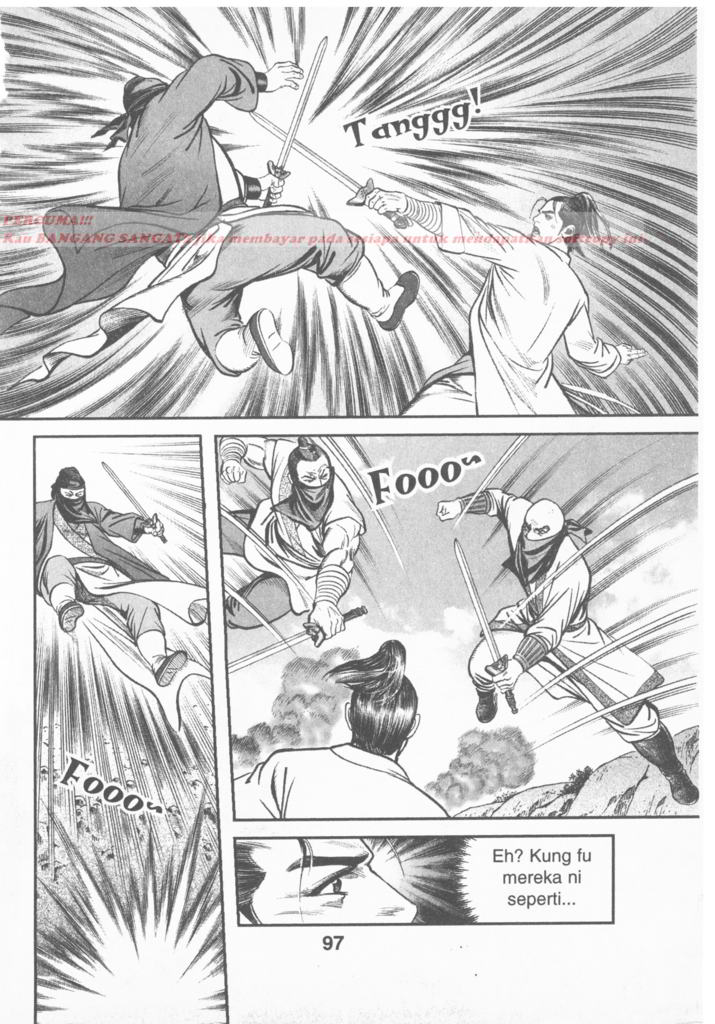 Tanggg!
PERCUMA!!!
Kau BANGANG SANGAT jika membayar pada sesiapa untuk mendapatkan softcopy ini.
Fooo~
Fooo~
Eh? Kung fu
mereka ni
seperti...
97